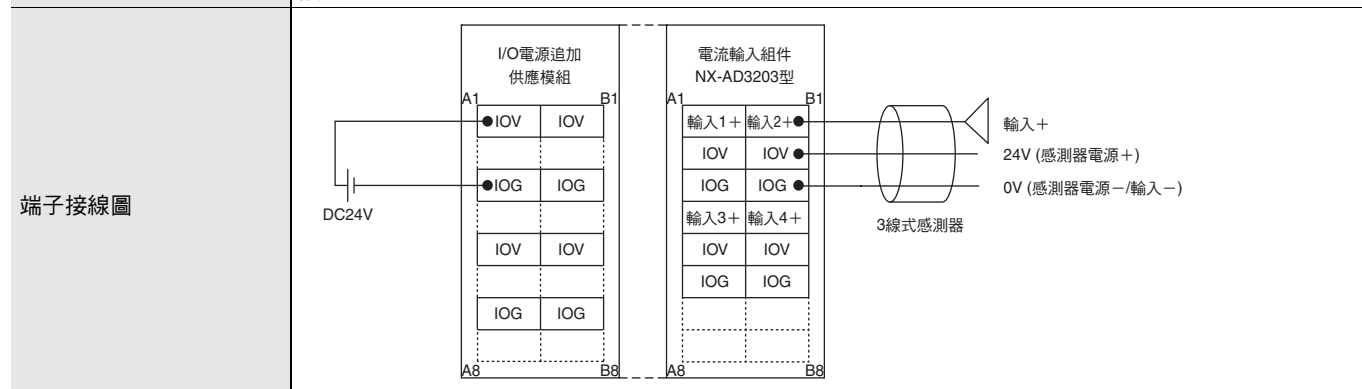 端子接線圖
I/O電源追加
供應模組
A1 B1
IOV IOV
IOG IOG
IOV IOV
IOG IOG
A8 B8
DC24V
電流輸入組件
NX-AD3203型
A1 B1
輸入1＋ 輸入2＋
IOV IOV
IOG IOG
輸入3＋ 輸入4＋
IOV IOV
IOG IOG
A8 B8
輸入＋
24V (感測器電源＋)
0V (感測器電源－/輸入－)
3線式感測器